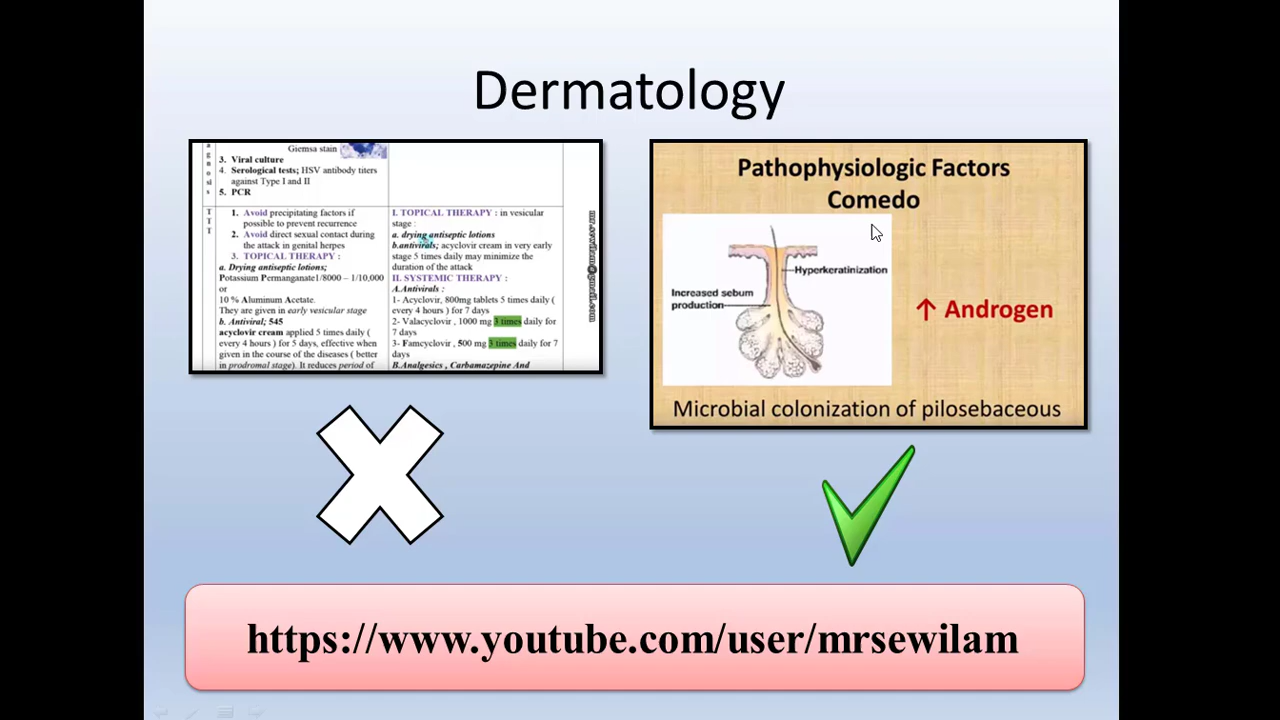 Dermatology
a
g
n
o
s
i
s
Giemsa stain
3. Viral culture
4. Serological tests; HSV antibody titers
against Type I and II
5. PCR
T
T
T
1. Avoid precipitating factors if
possible to prevent recurrence
2. Avoid direct sexual contact during
the attack in genital herpes
3. TOPICAL THERAPY :
a. Drying antiseptic lotions;
Potassium Permanganate1/8000 – 1/10,000
or
10 % Aluminum Acetate.
They are given in early vesicular stage
b. Antiviral; 545
acyclovir cream applied 5 times daily (
every 4 hours ) for 5 days, effective when
given in the course of the diseases ( better
in prodromal stage). It reduces period of
I. TOPICAL THERAPY : in vesicular
stage :
a. drying antiseptic lotions
b.antivirals; acyclovir cream in very early
stage 5 times daily may minimize the
duration of the attack
II. SYSTEMIC THERAPY :
A.Antivirals :
1- Acyclovir, 800mg tablets 5 times daily (
every 4 hours ) for 7 days
2- Valacyclovir , 1000 mg 3 times daily for
7 days
3- Famcyclovir , 500 mg 3 times daily for 7
days
B.Analgesics , Carbamazepine And
Pathophysiologic Factors
Comedo
Hyperkeratinization
Increased sebum
production
↑ Androgen
Microbial colonization of pilosebaceous
https://www.youtube.com/user/mrsewilam